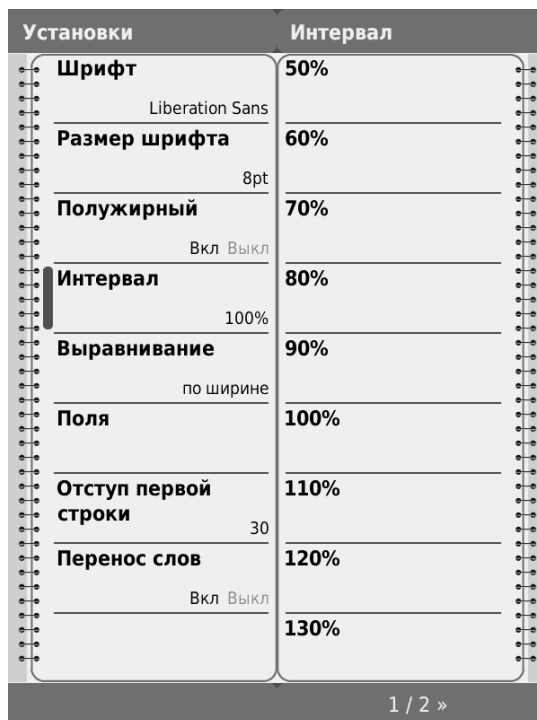 Установки
Шрифт
Liberation Sans
Размер шрифта
8pt
Полужирный
Вкл Выкл
Интервал
100%
Выравнивание
по ширине
Поля
Отступ первой
строки
30
Перенос слов
Вкл Выкл
Интервал
50%
60%
70%
80%
90%
100%
110%
120%
130%
1 / 2 »